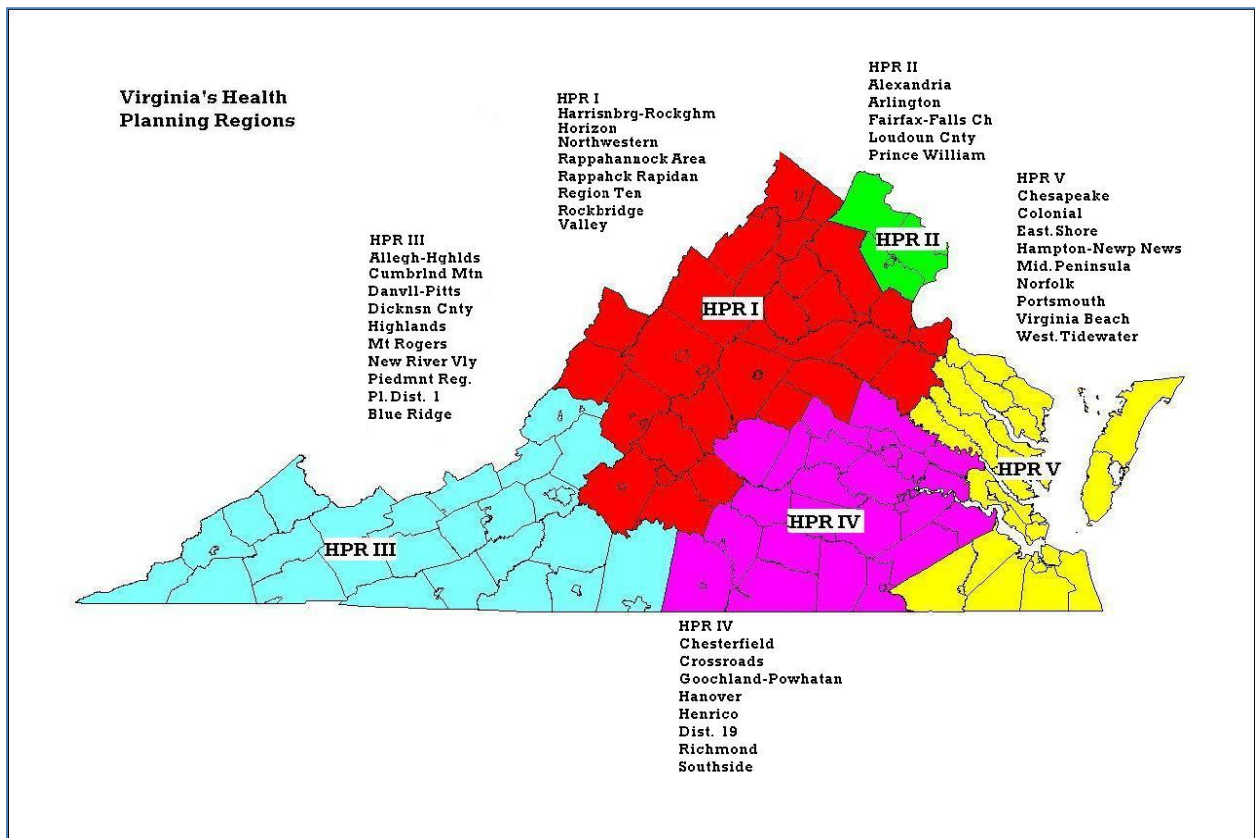 Virginia's Health
Planning Regions
HPR I
Harrisnbrg-Rockghm
Horizon
Northwestern
Rappahannock Area
Rappahck Rapidan
Region Ten
Rockbridge
Valley
HPR II
Alexandria
Arlington
Fairfax-Falls Ch
Loudoun Cnty
Prince William
HPR V
Chesapeake
Colonial
East.Shore
Hampton-Newp News
Mid.Peninsula
Norfolk
Portsmouth
Virginia Beach
West.Tidewater
HPR III
Allegh-Hghlds
Cumbrlnd Mtn
Danvll-Pitts
Dicknsn Cnty
Highlands
Mt Rogers
New River Vly
Piedmnt Reg.
Pl.Dist. 1
Blue Ridge
HPR II
HPR I
HPR V
HPR IV
HPR III
HPR IV
Chesterfield
Crossroads
Goochland-Powhatan
Hanover
Henrico
Dist. 19
Richmond
Southside